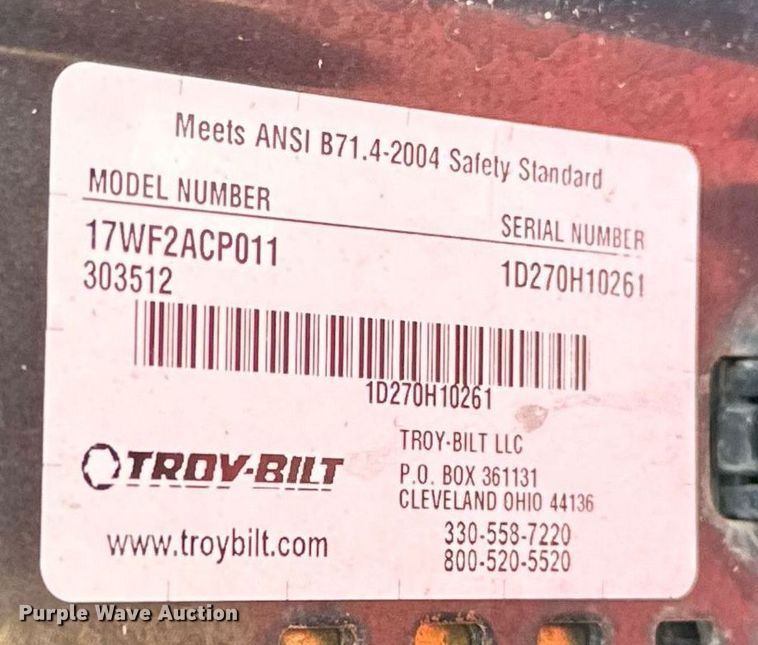 Meets ANSI B71.4-2004 Safety Standard
MODEL NUMBER
SERIAL NUMBER
17WF2ACP011
1D270H10261
303512
1D270H10261
TROY-BILT
TROY-BILT LLC
P.O. BOX 361131
CLEVELAND OHIO 44136
www.troybilt.com
330-558-7220
800-520-5520
Purple Wave Auction